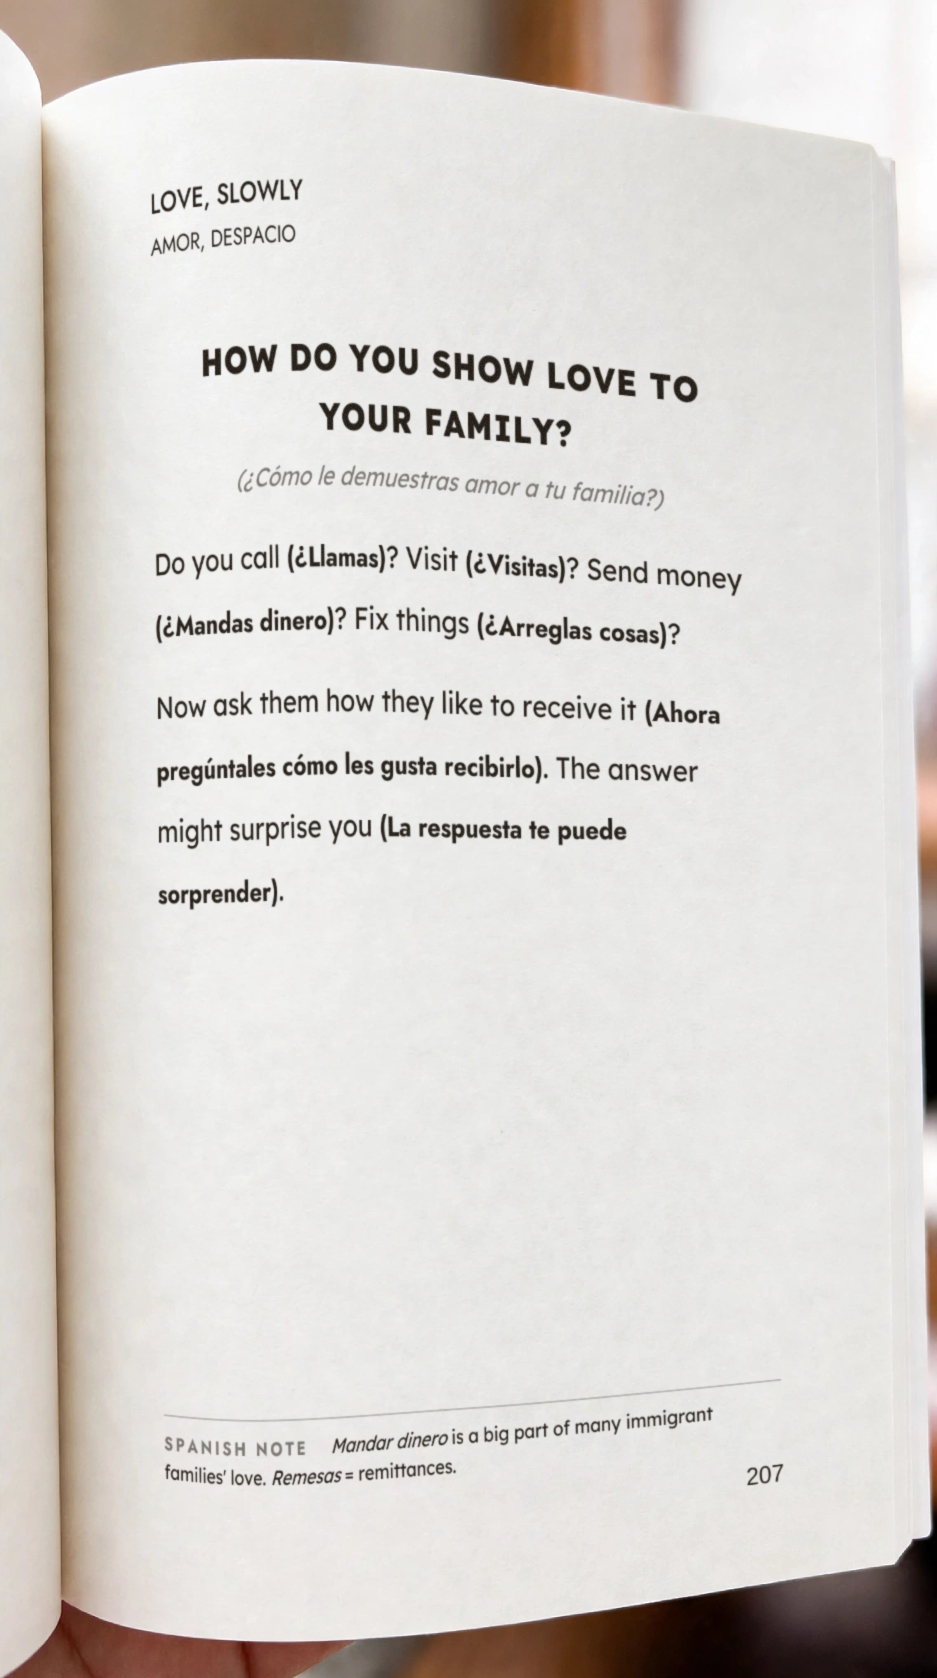 LOVE, SLOWLY
AMOR, DESPACIO
HOW DO YOU SHOW LOVE TO
YOUR FAMILY?
(¿Cómo le demuestras amor a tu familia?)
Do you call (¿Llamas)? Visit (¿Visitas)? Send money
(¿Mandas dinero)? Fix things (¿Arreglas cosas)?
Now ask them how they like to receive it (Ahora
pregúntales cómo les gusta recibirlo). The answer
might surprise you (La respuesta te puede
sorprender).
SPANISH NOTE Mandar dinero is a big part of many immigrant
families' love. Remesas = remittances.
207